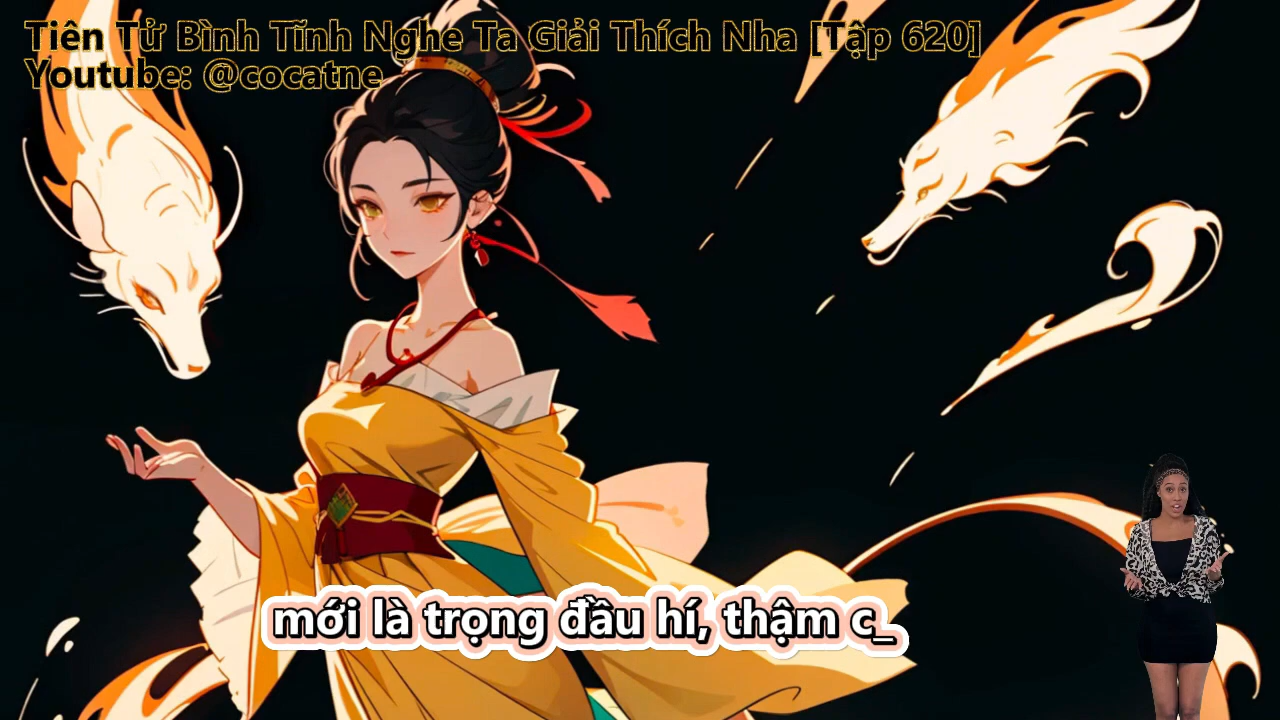 Tiên Tử Bình Tĩnh Nghe Ta Giải Thích Nha [Tập 620]
Youtube: @cocatne
mới là trọng đầu hí, thậm c_